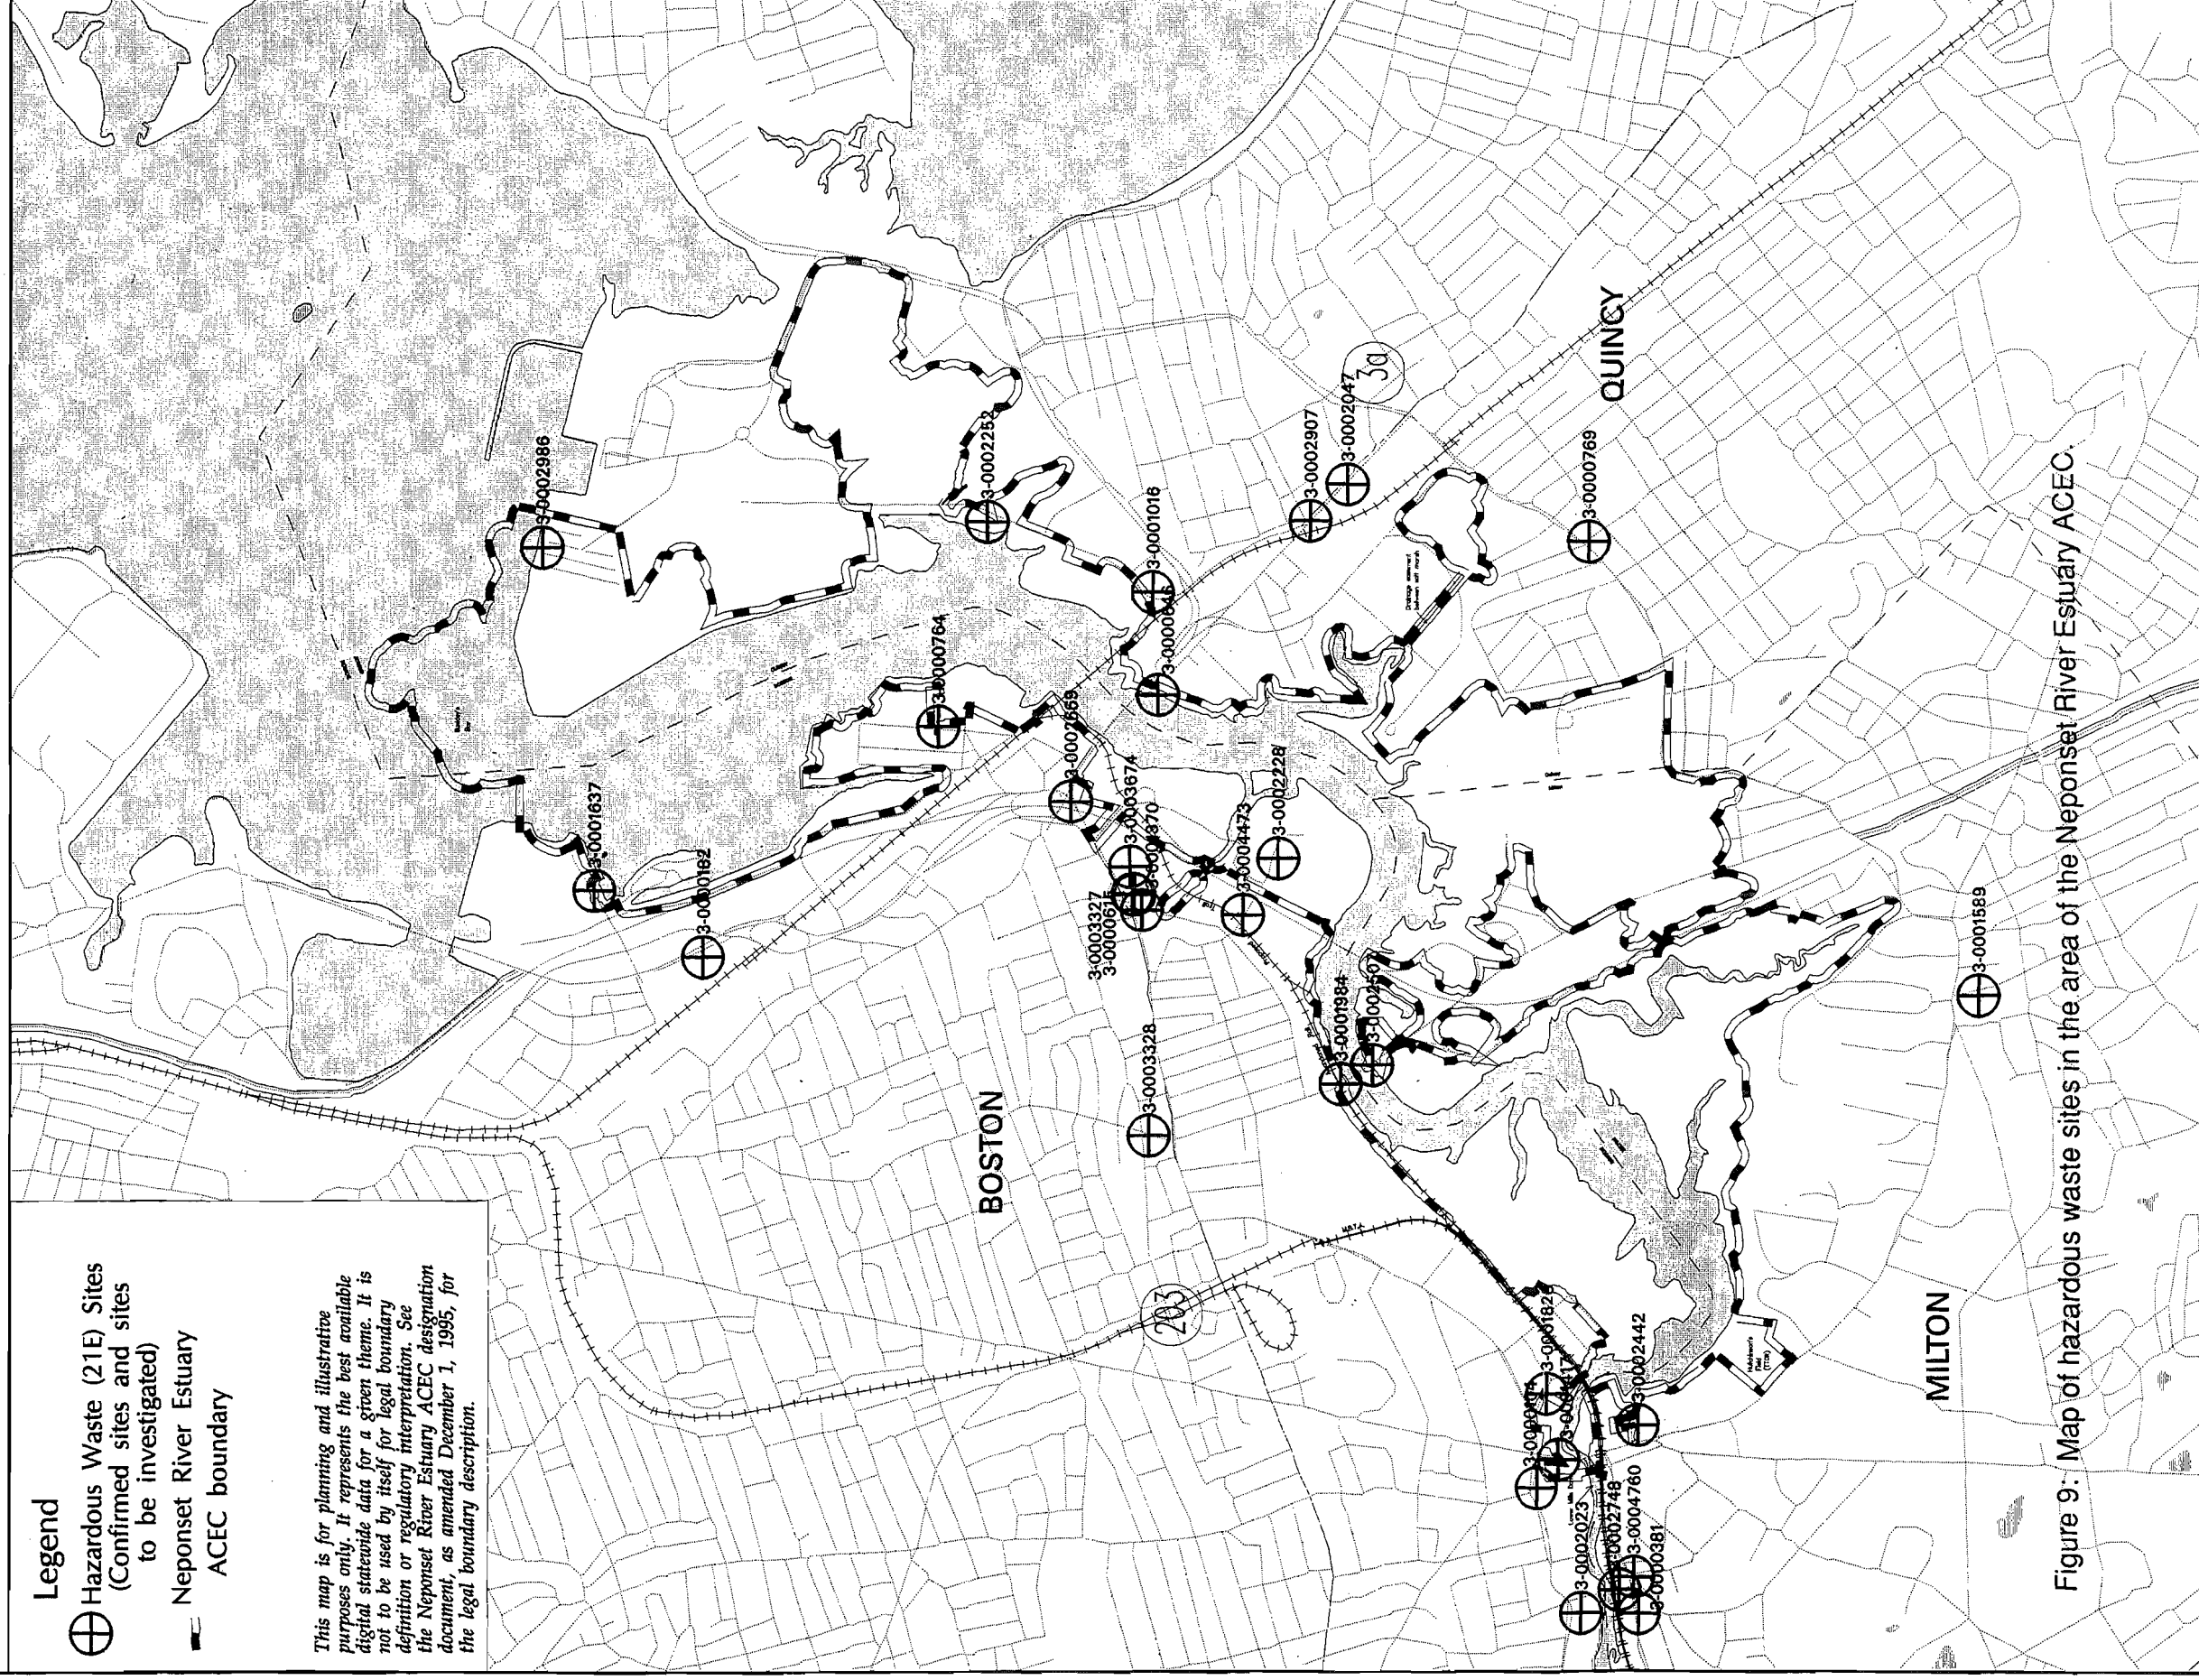 Legend
Hazardous Waste (21E) Sites
(Confirmed sites and sites
to be investigated)
Neponset River Estuary
ACEC boundary
This map is for planning and illustrative
purposes only. It represents the best available
digital statewide data for a given theme. It is
not to be used by itself for legal boundary
definition or regulatory interpretation. See
the Neponset River Estuary ACEC designation
document, as amended December 1, 1995, for
the legal boundary description.
3-0002986
3-0001637
3-0000182
3-0000764
3-0002252
3-0001016
3-0002907
3-0002047
3a
QUINCY
3-0000769
3-0003674
3-0004473
3-0002228
3-0003327
3-0003328
BOSTON
203
3-0001984
3-0001589
3-0002442
3-0002023
3-0002748
3-0004760
3-0000381
MILTON
Figure 9: Map of hazardous waste sites in the area of the Neponset River Estuary ACEC.